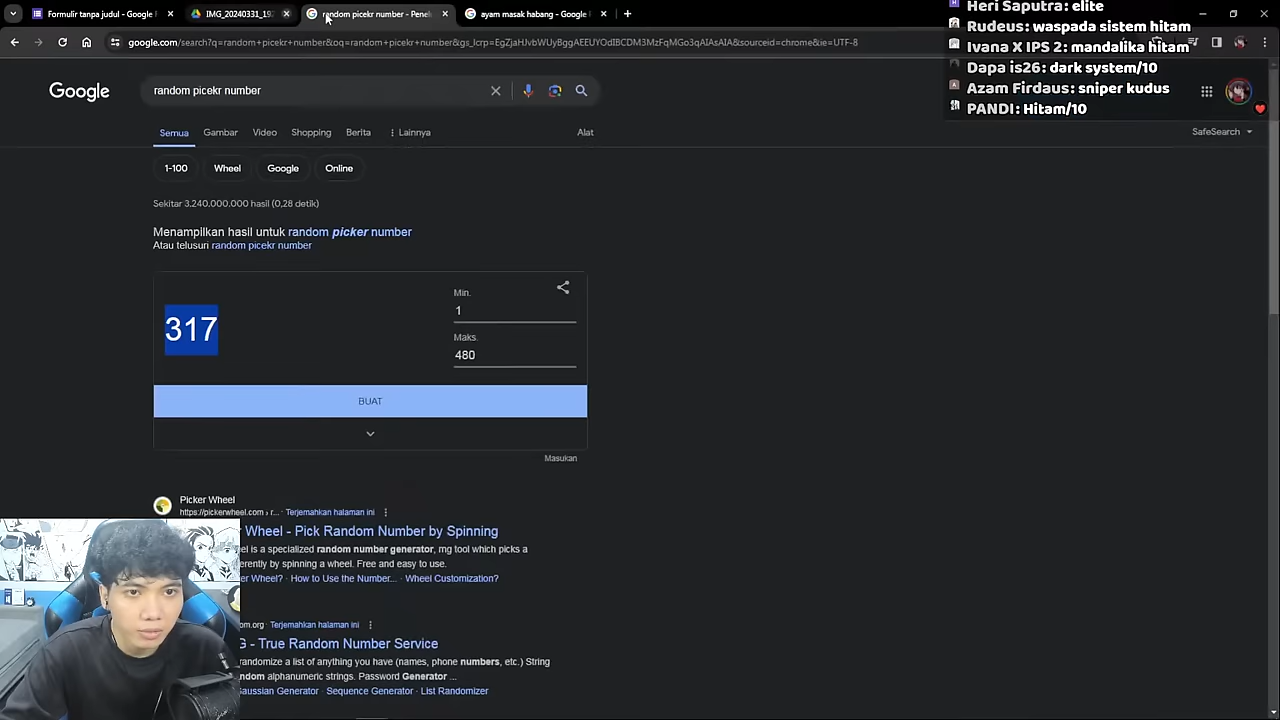 Formulir tanpa judul - Google F
IMG_20240331_193
random picekr number - Penel
ayam masak habang - Google
google.com/search?q=random+picekr+number&oq=random+picekr+number&gs_lcrp=EgZjaHJvbWUyBggAEEUYOdIBCDM3MzFqMGo3qAIAsAIA&sourceid=chrome&ie=UTF-8
Heri Saputra: elite
Rudeus: waspada sistem hitam
Ivana X IPS 2: mandalika hitam
Dapa is26: dark system/10
Azam Firdaus: sniper kudus
PANDI: Hitam/10
Google
random picekr number
Semua
Gambar
Video
Shopping
Berita
Lainnya
Alat
SafeSearch
1-100
Wheel
Google
Online
Sekitar 3.240.000.000 hasil (0,28 detik)
Menampilkan hasil untuk random picker number
Atau telusuri random picekr number
317
Min.
1
Maks.
480
BUAT
Masukan
Picker Wheel
https://pickerwheel.com › r... · Terjemahkan halaman ini
Wheel - Pick Random Number by Spinning
is a specialized random number generator, rng tool which picks a
by spinning a wheel. Free and easy to use.
Wheel? · How to Use the Number... · Wheel Customization?
Terjemahkan halaman ini
G - True Random Number Service
randomize a list of anything you have (names, phone numbers, etc.) String
alphanumeric strings. Password Generator ...
Gaussian Generator · Sequence Generator · List Randomizer